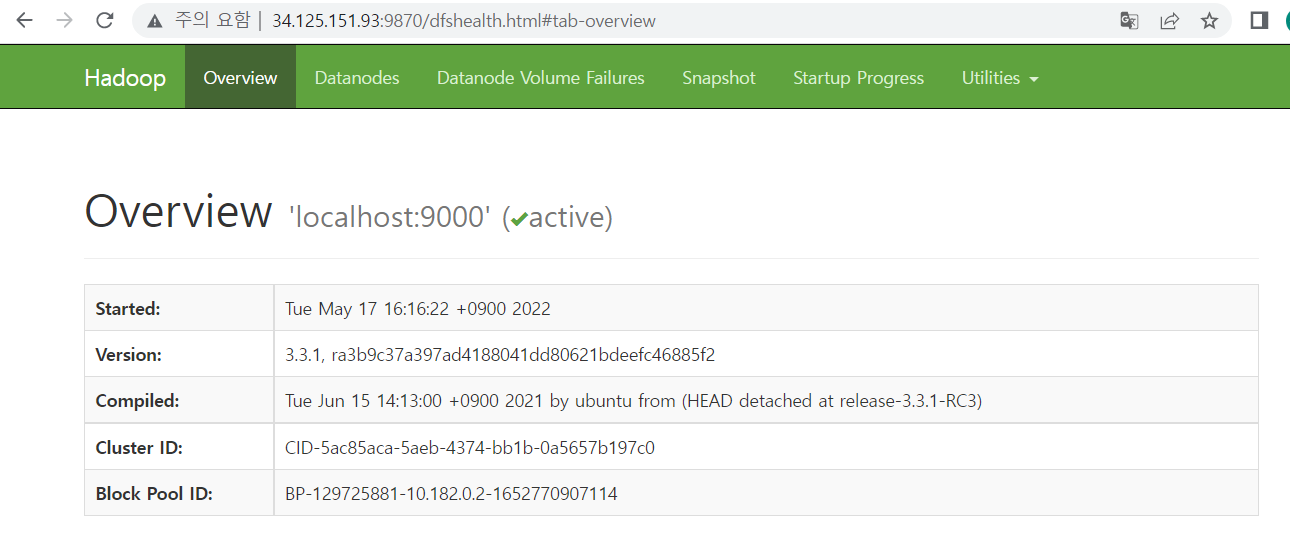 주의 요함 | 34.125.151.93:9870/dfshealth.html#tab-overview
Hadoop Overview Datanodes Datanode Volume Failures Snapshot Startup Progress Utilities
Overview 'localhost:9000' (✔active)
Started: Tue May 17 16:16:22 +0900 2022
Version: 3.3.1, ra3b9c37a397ad4188041dd80621bdeefc46885f2
Compiled: Tue Jun 15 14:13:00 +0900 2021 by ubuntu from (HEAD detached at release-3.3.1-RC3)
Cluster ID: CID-5ac85aca-5aeb-4374-bb1b-0a5657b197c0
Block Pool ID: BP-129725881-10.182.0.2-1652770907114